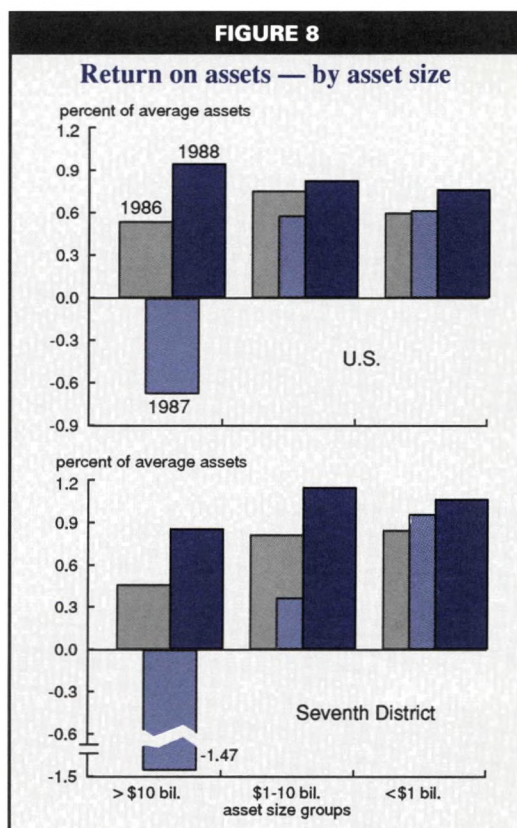 FIGURE 8
Return on assets — by asset size
percent of average assets
1.2
0.9
0.6
0.3
0.0
-0.3
-0.6
-0.9
1986
1988
1987
U.S.
percent of average assets
1.2
0.9
0.6
0.3
0.0
-0.3
-0.6
-1.5
-1.47
Seventh District
> $10 bil.
$1-10 bil.
<$1 bil.
asset size groups